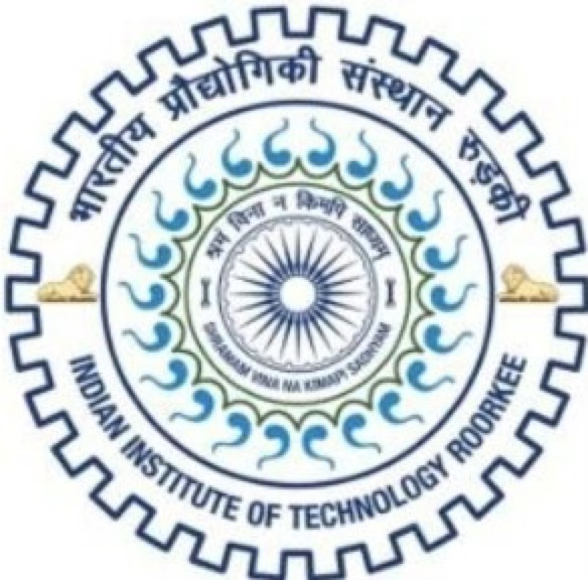 भारतीय प्रौद्योगिकी संस्थान रुड़की
श्रमं विना न किमपि साध्यम्
SHRAMAM VINA NA KIMAPI SADHYAM
INDIAN INSTITUTE OF TECHNOLOGY ROORKEE